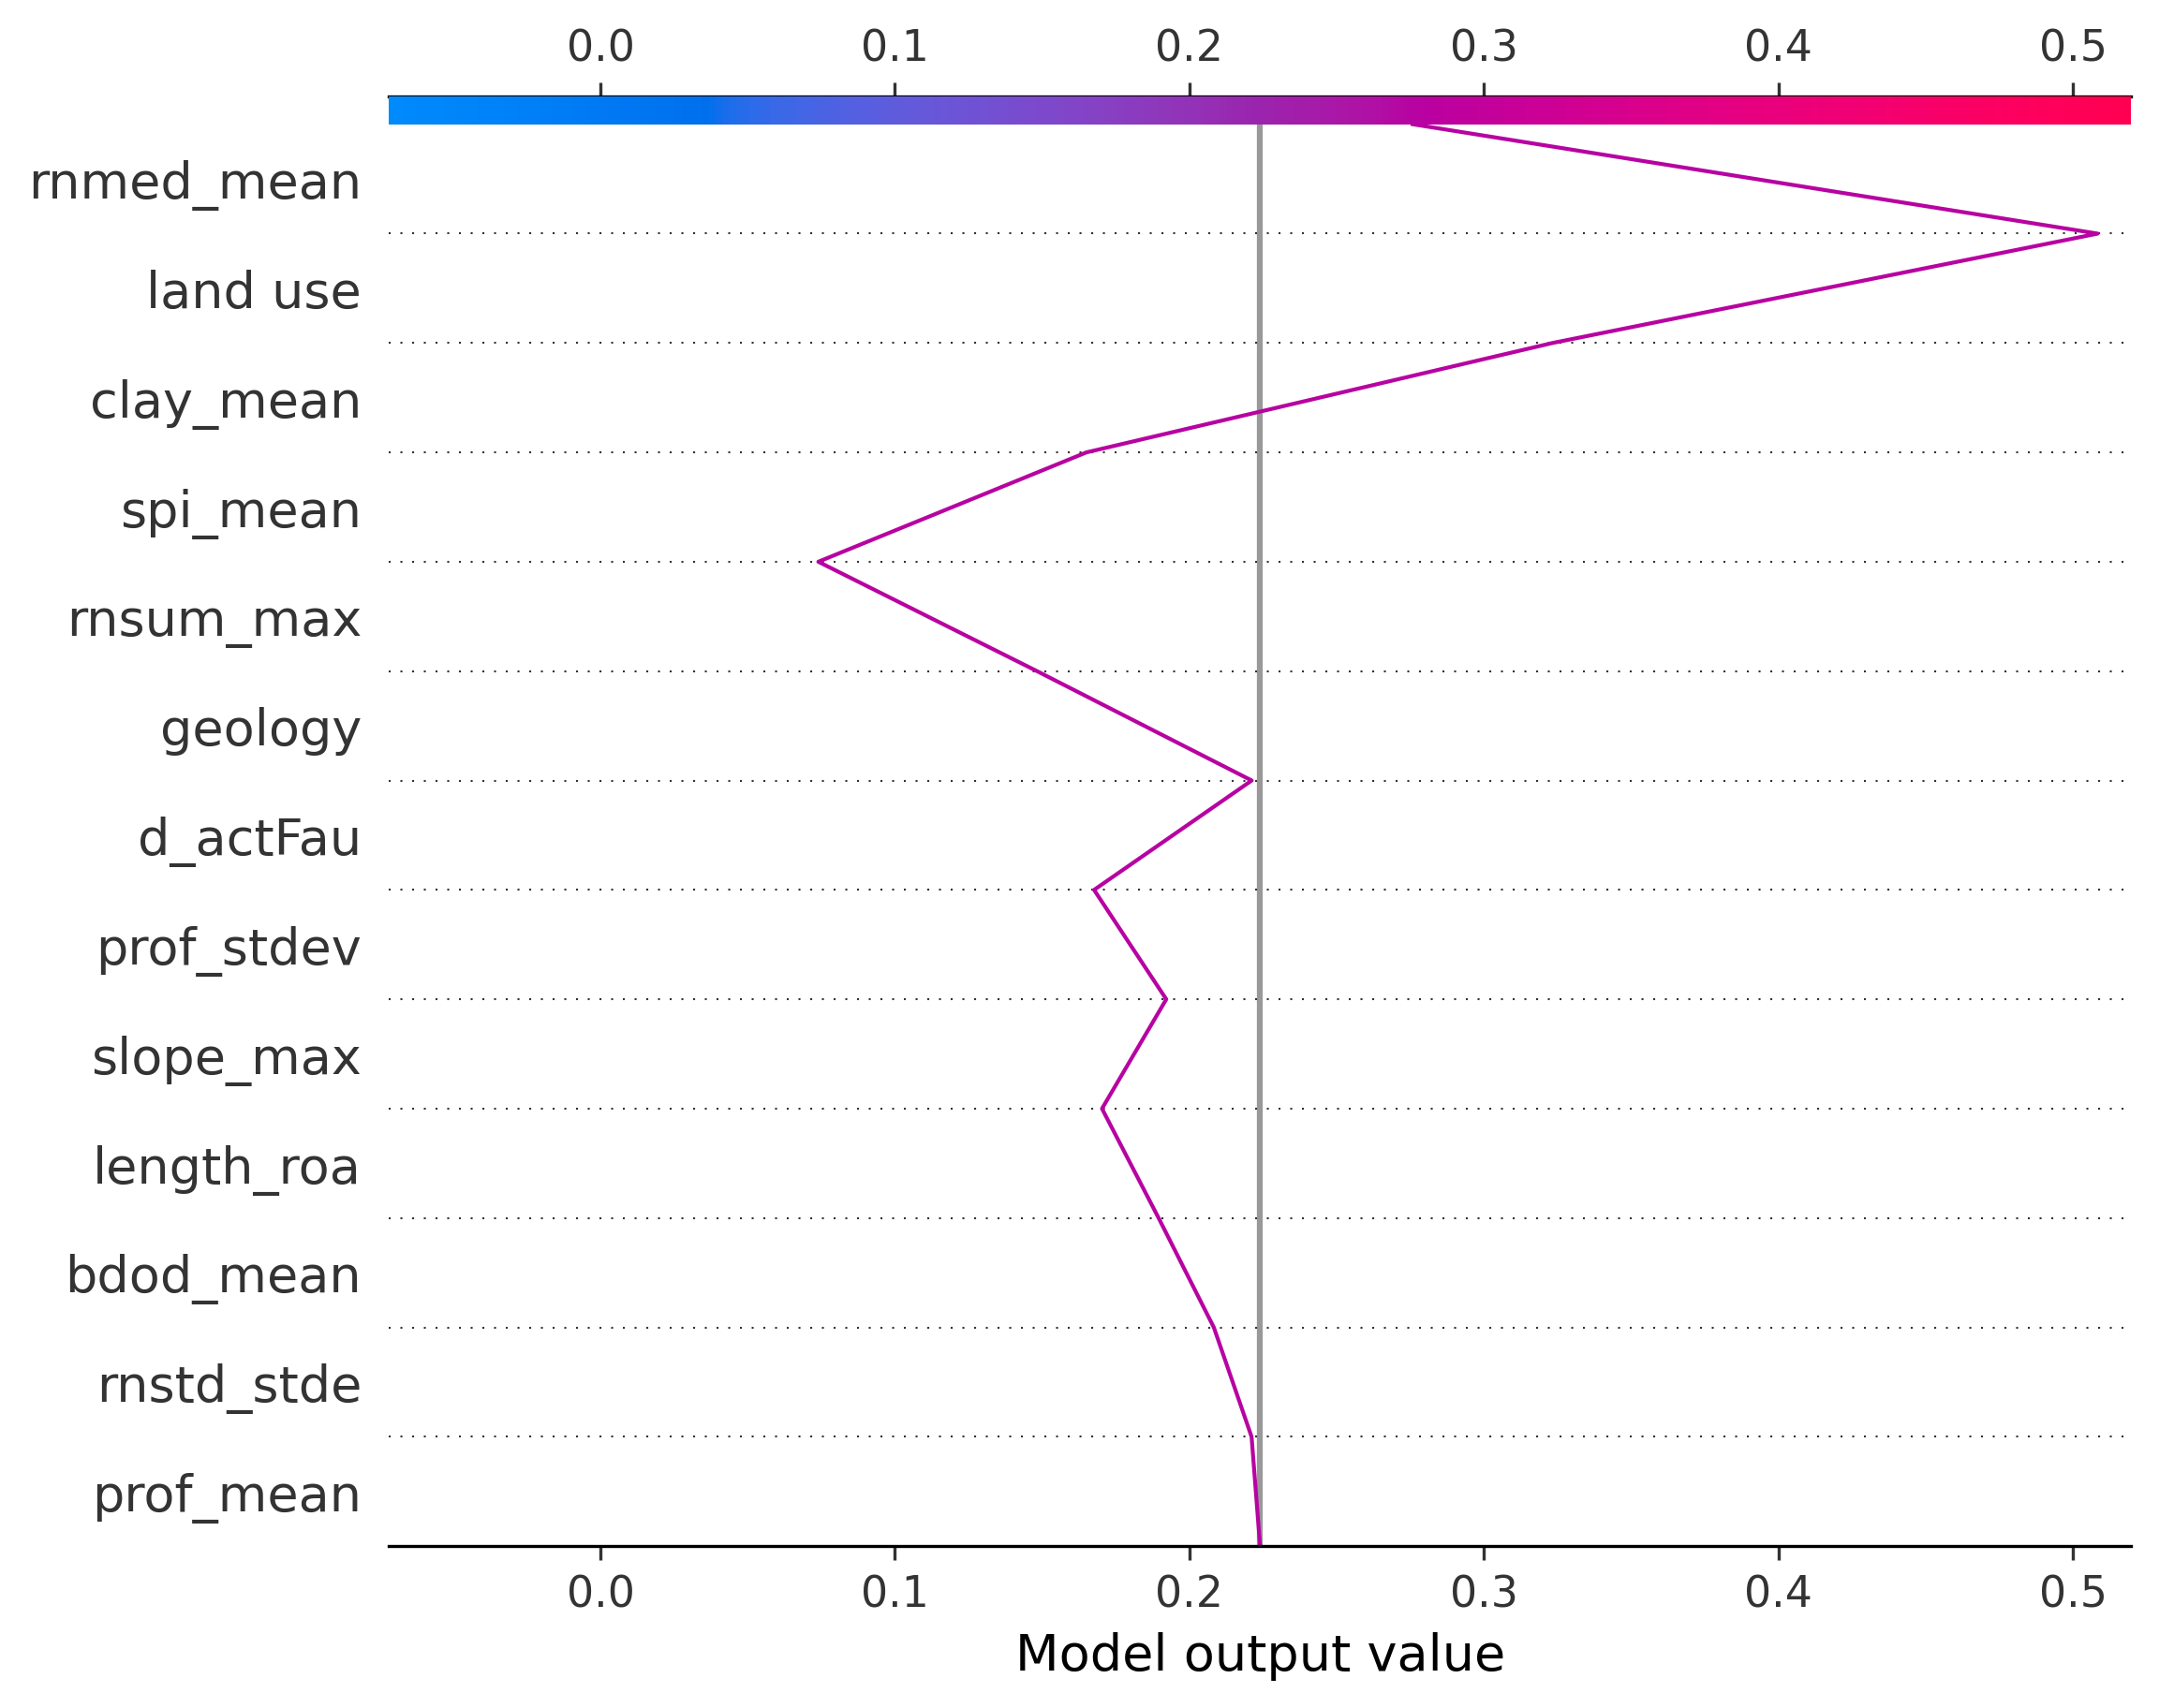 0.0 0.1 0.2 0.3 0.4 0.5
rnmed_mean
land use
clay_mean
spi_mean
rnsum_max
geology
d_actFau
prof_stdev
slope_max
length_roa
bdod_mean
rnstd_stde
prof_mean
0.0 0.1 0.2 0.3 0.4 0.5
Model output value